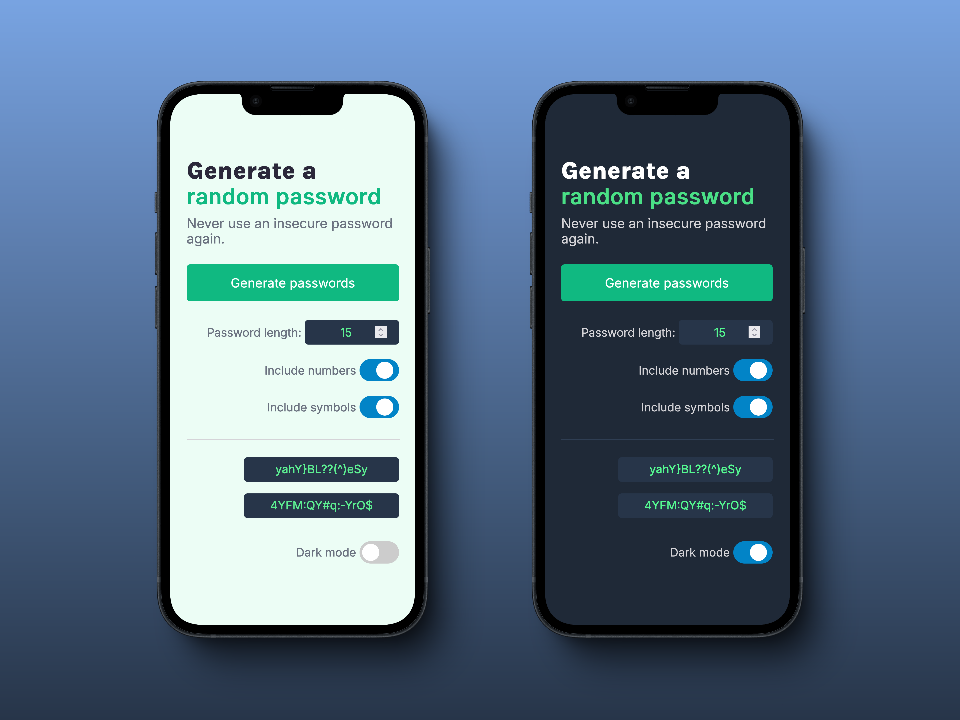 Generate a
random password
Never use an insecure password
again.
Generate passwords
Password length: 15
Include numbers
Include symbols
yahY}BL??(^)eSy
4YFM:QY#q:-YrO$
Dark mode
Generate a
random password
Never use an insecure password
again.
Generate passwords
Password length: 15
Include numbers
Include symbols
yahY}BL??(^)eSy
4YFM:QY#q:-YrO$
Dark mode